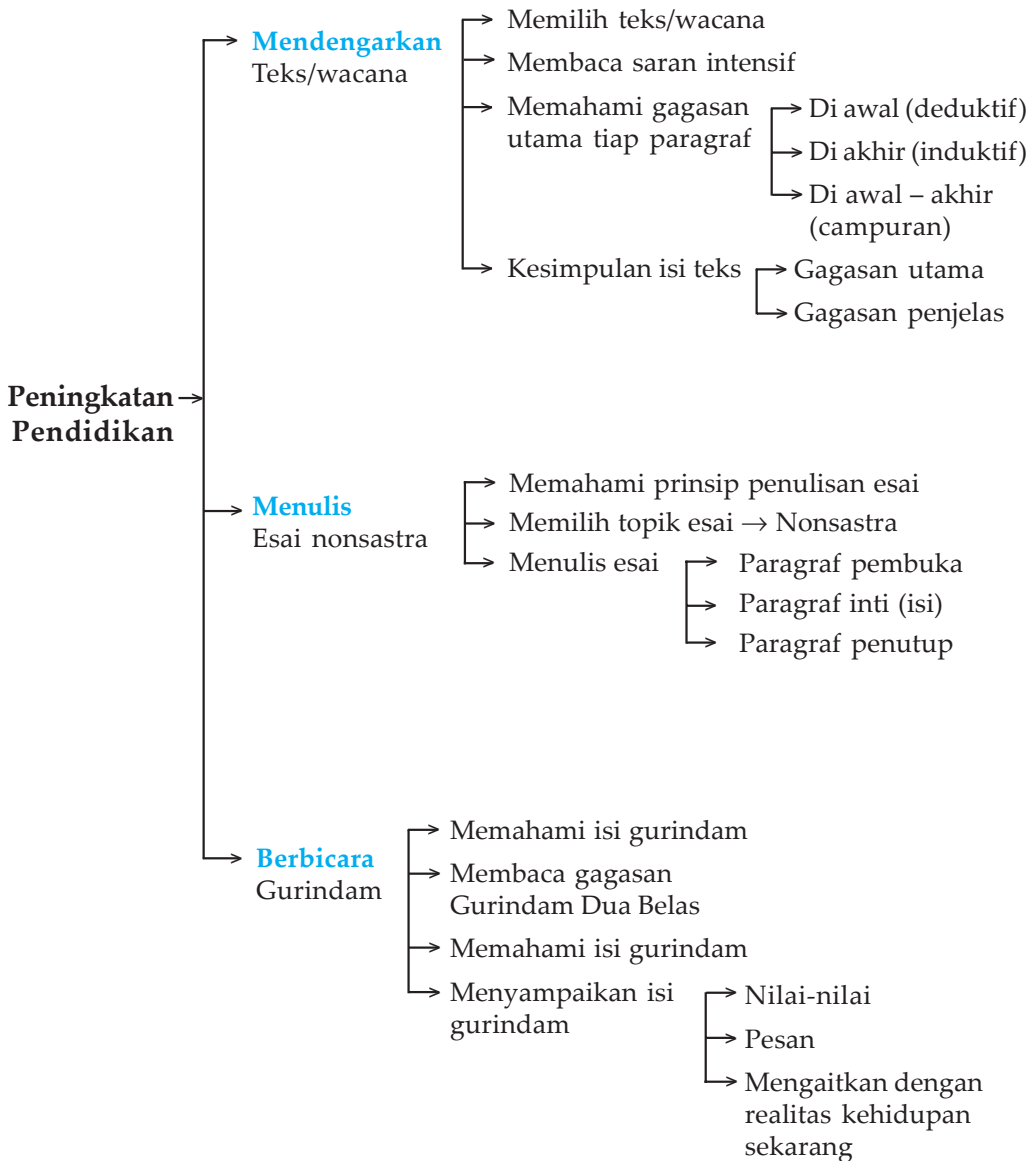 Mendengarkan
Teks/wacana
Memilih teks/wacana
Membaca saran intensif
Memahami gagasan
utama tiap paragraf
Di awal (deduktif)
Di akhir (induktif)
Di awal – akhir
(campuran)
Kesimpulan isi teks
Gagasan utama
Gagasan penjelas
Peningkatan
Pendidikan
Menulis
Esai nonsastra
Memahami prinsip penulisan esai
Memilih topik esai → Nonsastra
Menulis esai
Paragraf pembuka
Paragraf inti (isi)
Paragraf penutup
Berbicara
Gurindam
Memahami isi gurindam
Membaca gagasan
Gurindam Dua Belas
Memahami isi gurindam
Menyampaikan isi
gurindam
Nilai-nilai
Pesan
Mengaitkan dengan
realitas kehidupan
sekarang